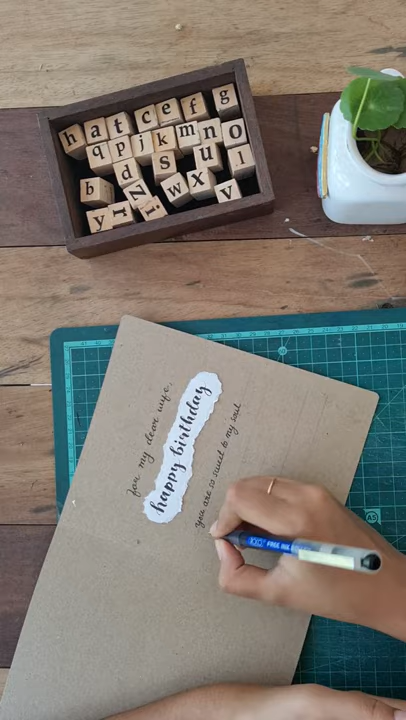 h a t c e e f g
q p j k m n o
d s u l
b z w x v
y I i
for my dear wife,
happy birthday
you are so sweet to my soul